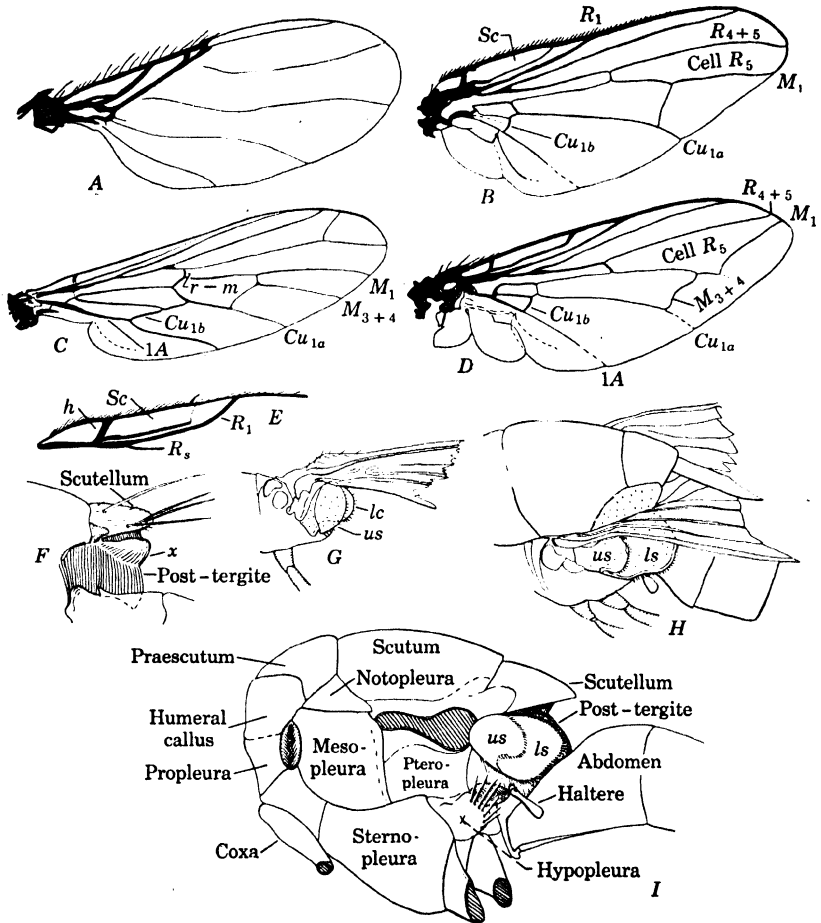 A
Sc
R1
R4+5
Cell R5
M1
Cu1b
Cu1a
B
r-m
M1
M3+4
Cu1b
Cu1a
1A
C
R4+5
M1
Cell R5
M3+4
Cu1b
Cu1a
D
1A
h
Sc
E
R1
Rs
Scutellum
F
x
Post-tergite
lc
us
G
us
ls
H
Praescutum
Scutum
Notopleura
Scutellum
Post-tergite
Humeral
callus
Meso-
pleura
us
ls
Abdomen
Propleura
Ptero-
pleura
Haltere
Coxa
Sterno-
pleura
x
Hypopleura
I